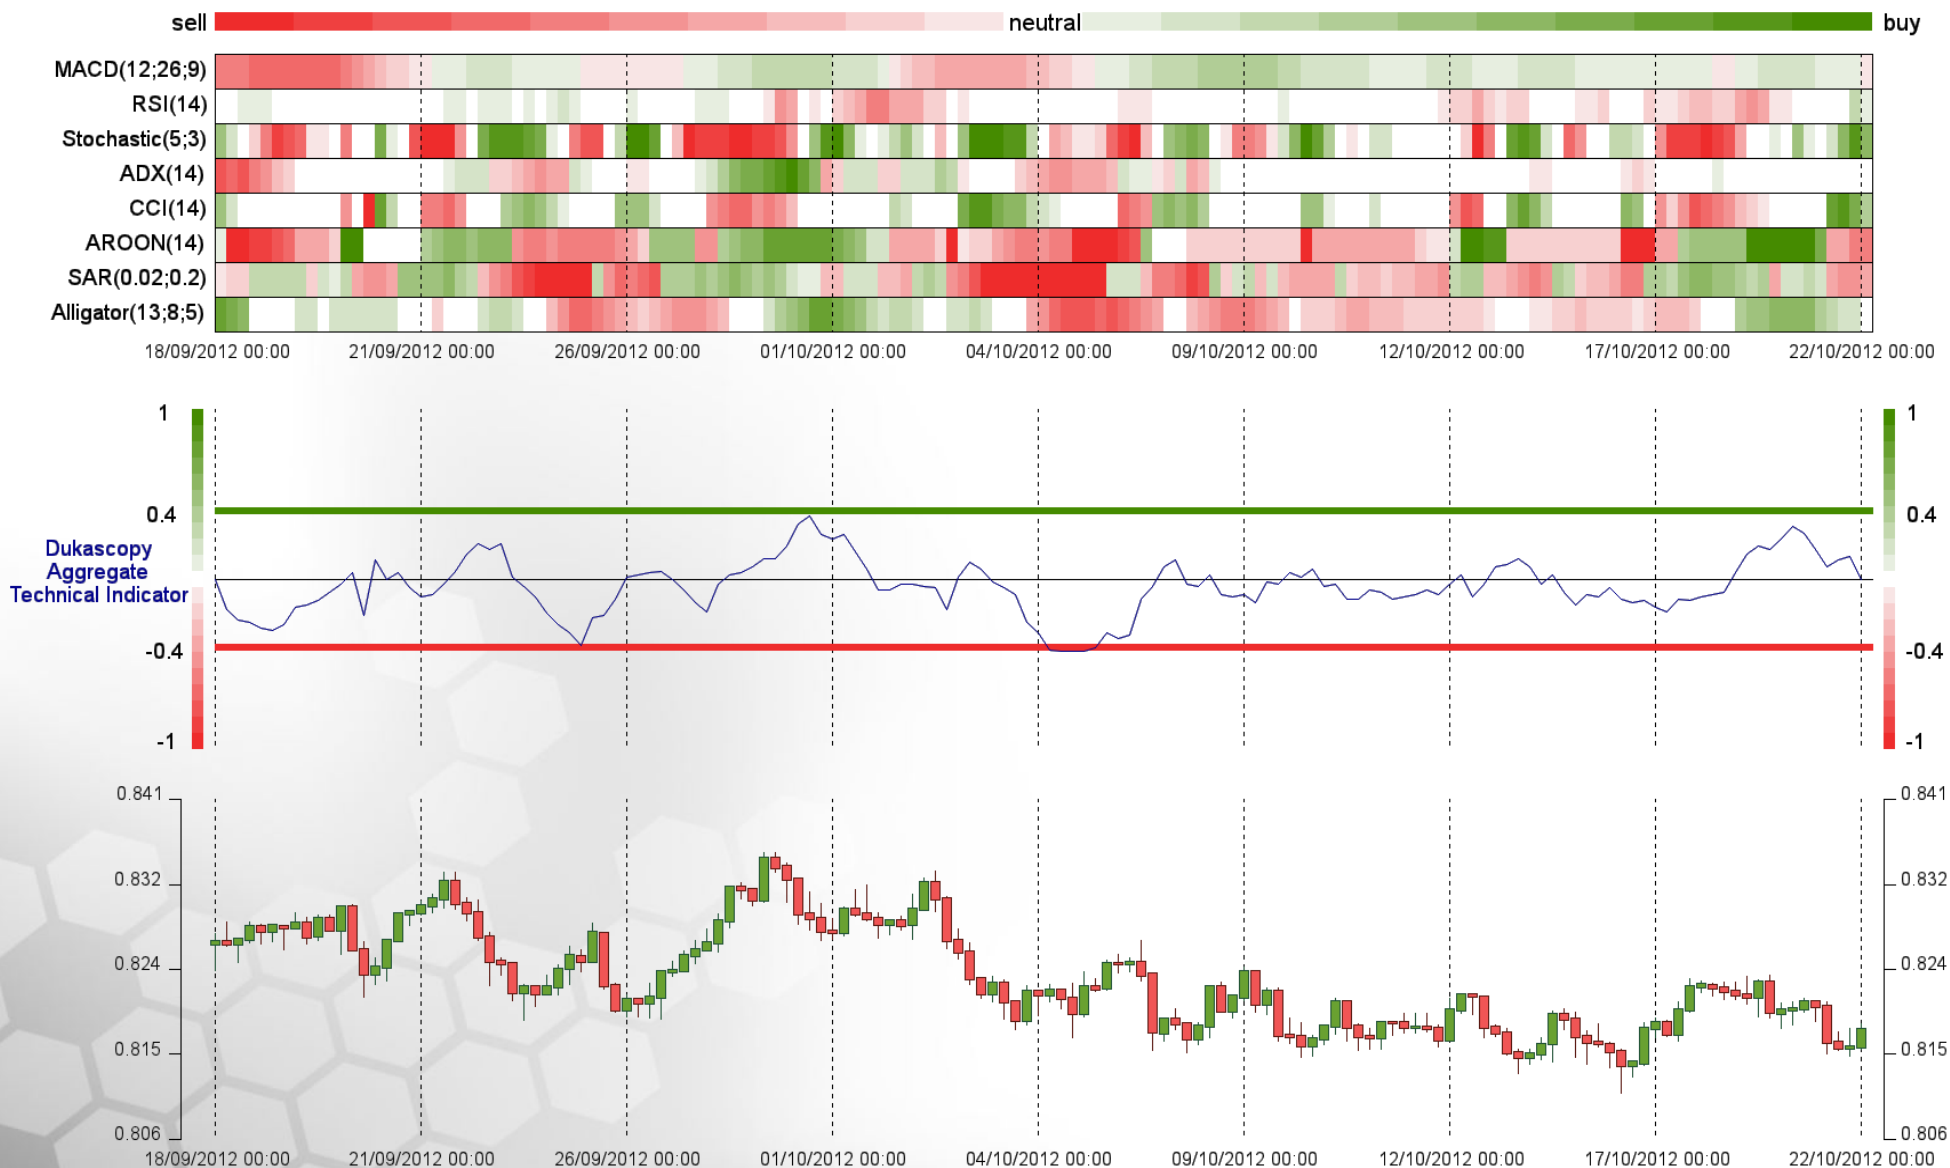 sell neutral buy
MACD(12;26;9)
RSI(14)
Stochastic(5;3)
ADX(14)
CCI(14)
AROON(14)
SAR(0.02;0.2)
Alligator(13;8;5)
18/09/2012 00:00 21/09/2012 00:00 26/09/2012 00:00 01/10/2012 00:00 04/10/2012 00:00 09/10/2012 00:00 12/10/2012 00:00 17/10/2012 00:00 22/10/2012 00:00
1 1
0.4 0.4
Dukascopy
Aggregate
Technical Indicator
-0.4 -0.4
-1 -1
0.841 0.841
0.832 0.832
0.824 0.824
0.815 0.815
0.806 0.806
18/09/2012 00:00 21/09/2012 00:00 26/09/2012 00:00 01/10/2012 00:00 04/10/2012 00:00 09/10/2012 00:00 12/10/2012 00:00 17/10/2012 00:00 22/10/2012 00:00